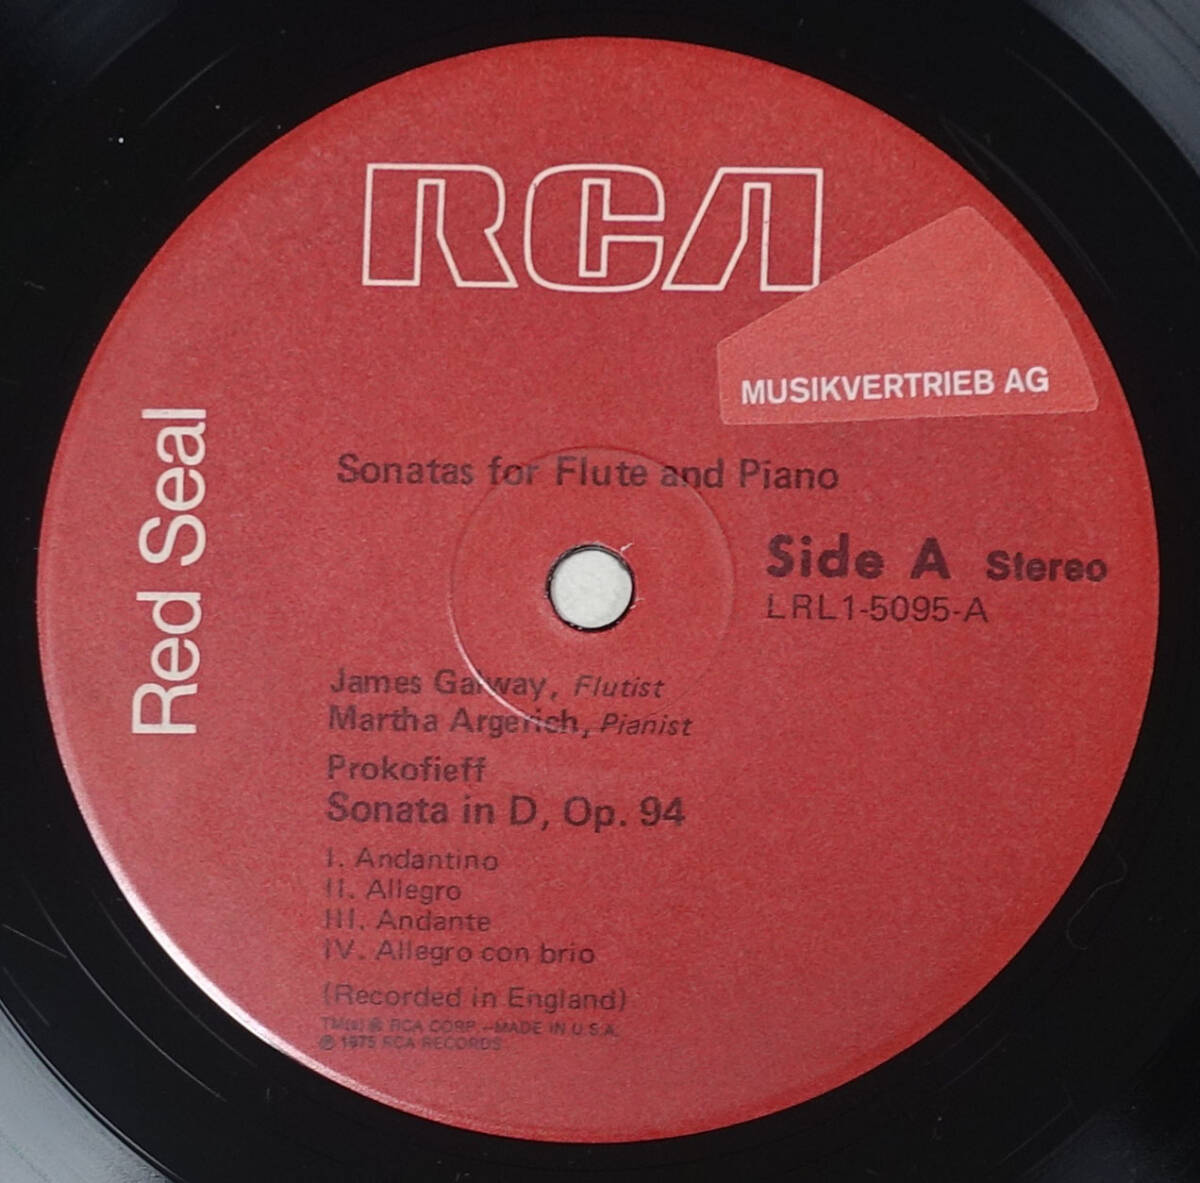 RCA
MUSIKVERTRIEB AG
Red Seal
Sonatas for Flute and Piano
Side A Stereo
LRL1-5095-A
James Galway, Flutist
Martha Argerich, Pianist
Prokofieff
Sonata in D, Op. 94
I. Andantino
II. Allegro
III. Andante
IV. Allegro con brio
(Recorded in England)
TM(s) ® RCA CORP.–MADE IN U.S.A.
℗ 1975 RCA RECORDS